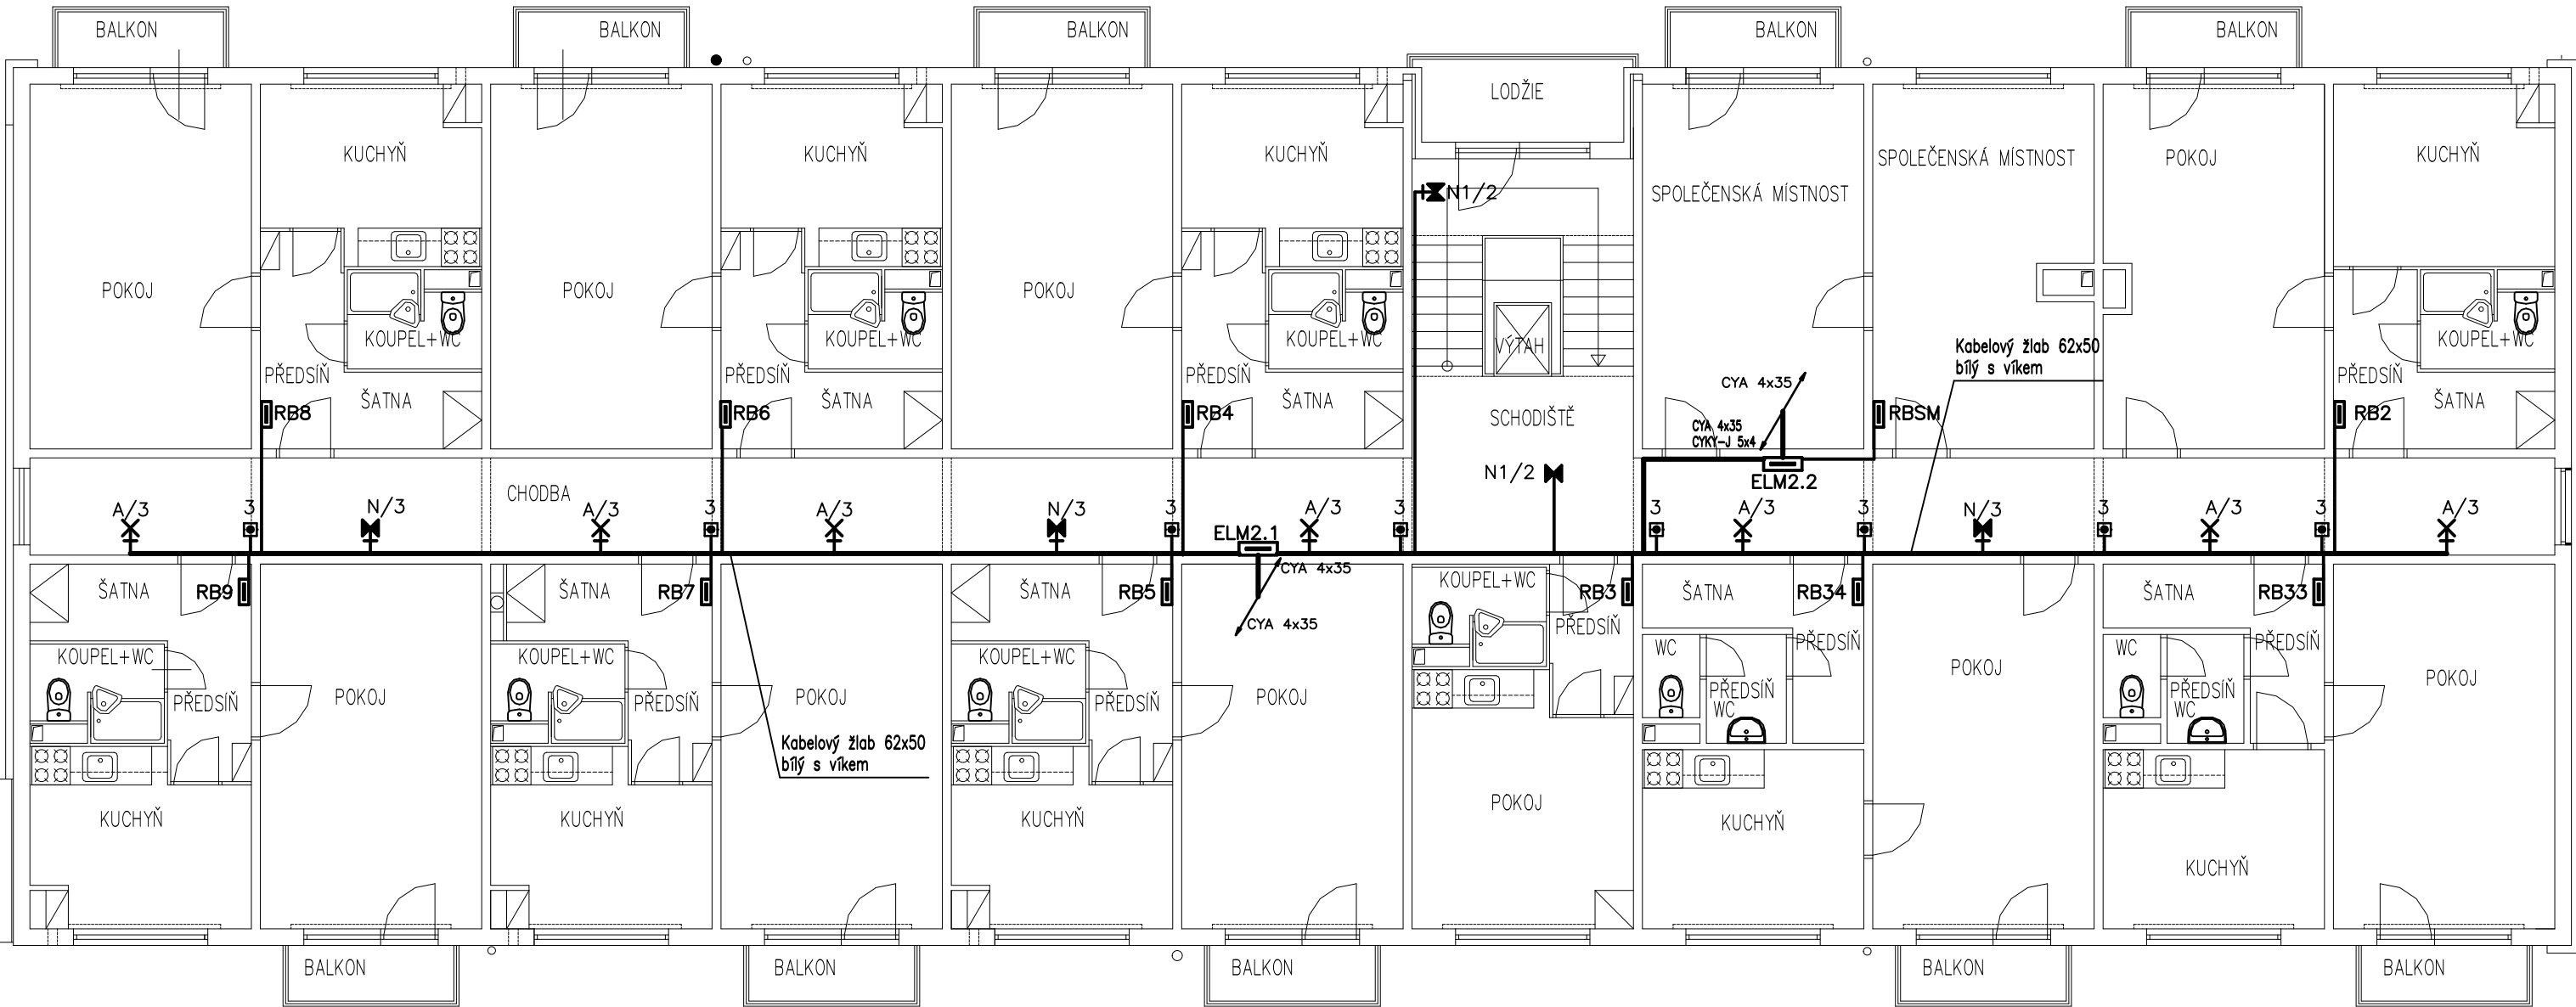 BALKON
BALKON
BALKON
BALKON
BALKON
LODŽIE
KUCHYŇ
KUCHYŇ
KUCHYŇ
SPOLEČENSKÁ MÍSTNOST
POKOJ
KUCHYŇ
N1/2
SPOLEČENSKÁ MÍSTNOST
POKOJ
POKOJ
POKOJ
KOUPEL+WC
KOUPEL+WC
KOUPEL+WC
VÝTAH
Kabelový žlab 62x50
bílý s víkem
KOUPEL+WC
PŘEDSÍŇ
PŘEDSÍŇ
PŘEDSÍŇ
CYA 4x35
PŘEDSÍŇ
ŠATNA
ŠATNA
ŠATNA
ŠATNA
RB8
RB6
RB4
SCHODIŠTĚ
RBSM
RB2
CYA 4x35
CYKY-J 5x4
CHODBA
N1/2
ELM2.2
A/3
3
N/3
A/3
3
A/3
N/3
3
A/3
3
3
A/3
3
N/3
3
A/3
3
A/3
ELM2.1
CYA 4x35
KOUPEL+WC
ŠATNA
RB9
ŠATNA
RB7
ŠATNA
RB5
RB3
ŠATNA
RB34
ŠATNA
RB33
CYA 4x35
PŘEDSÍŇ
KOUPEL+WC
KOUPEL+WC
KOUPEL+WC
WC
PŘEDSÍŇ
WC
PŘEDSÍŇ
POKOJ
POKOJ
PŘEDSÍŇ
POKOJ
PŘEDSÍŇ
POKOJ
PŘEDSÍŇ
POKOJ
PŘEDSÍŇ
WC
PŘEDSÍŇ
WC
Kabelový žlab 62x50
bílý s víkem
POKOJ
KUCHYŇ
KUCHYŇ
KUCHYŇ
KUCHYŇ
KUCHYŇ
BALKON
BALKON
BALKON
BALKON
BALKON